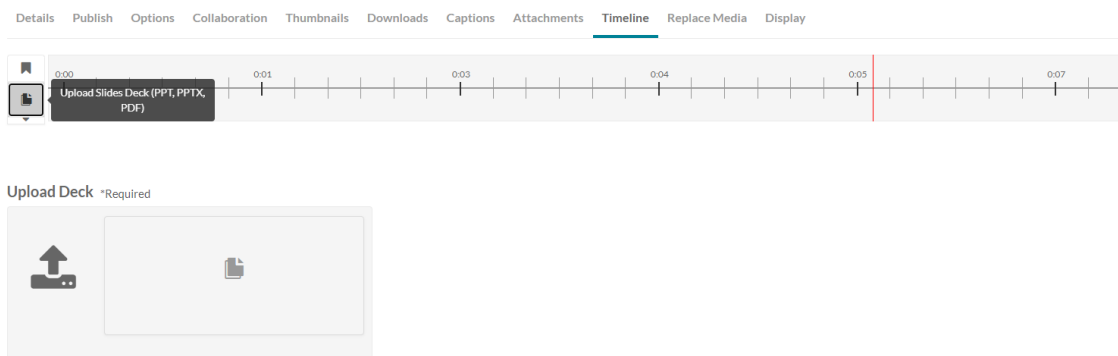 Details Publish Options Collaboration Thumbnails Downloads Captions Attachments Timeline Replace Media Display
0:00 0:01 0:03 0:04 0:05 0:07
Upload Slides Deck (PPT, PPTX,
PDF)
Upload Deck *Required